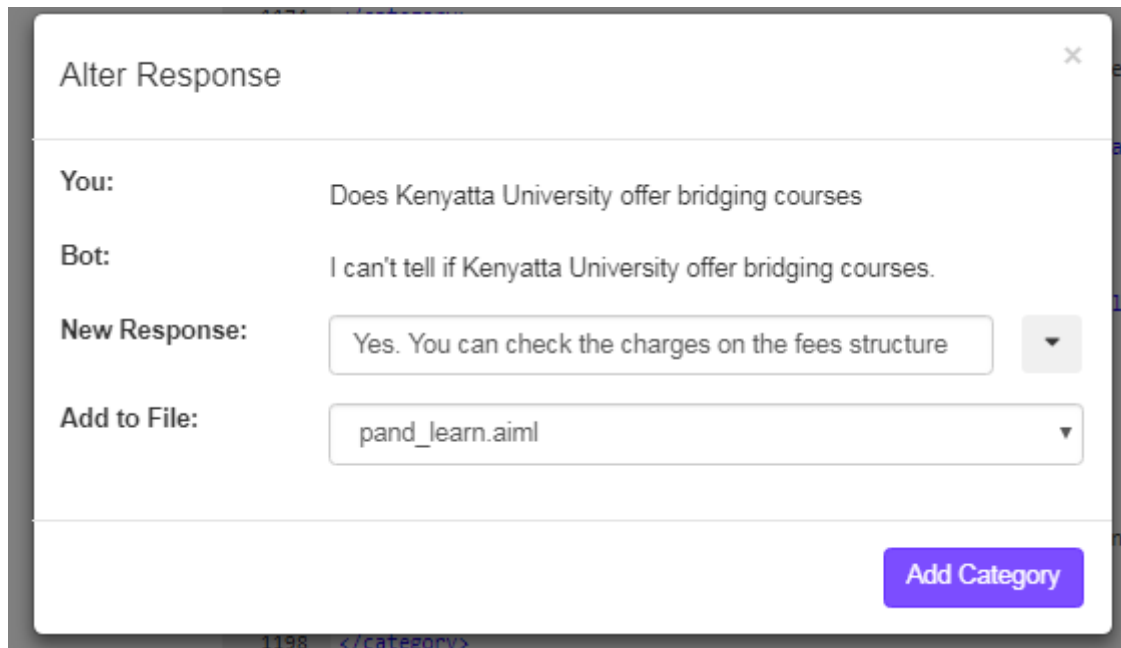 Alter Response
×
You:
Does Kenyatta University offer bridging courses
Bot:
I can't tell if Kenyatta University offer bridging courses.
New Response:
Yes. You can check the charges on the fees structure
Add to File:
pand_learn.aiml
Add Category
1198 </category>